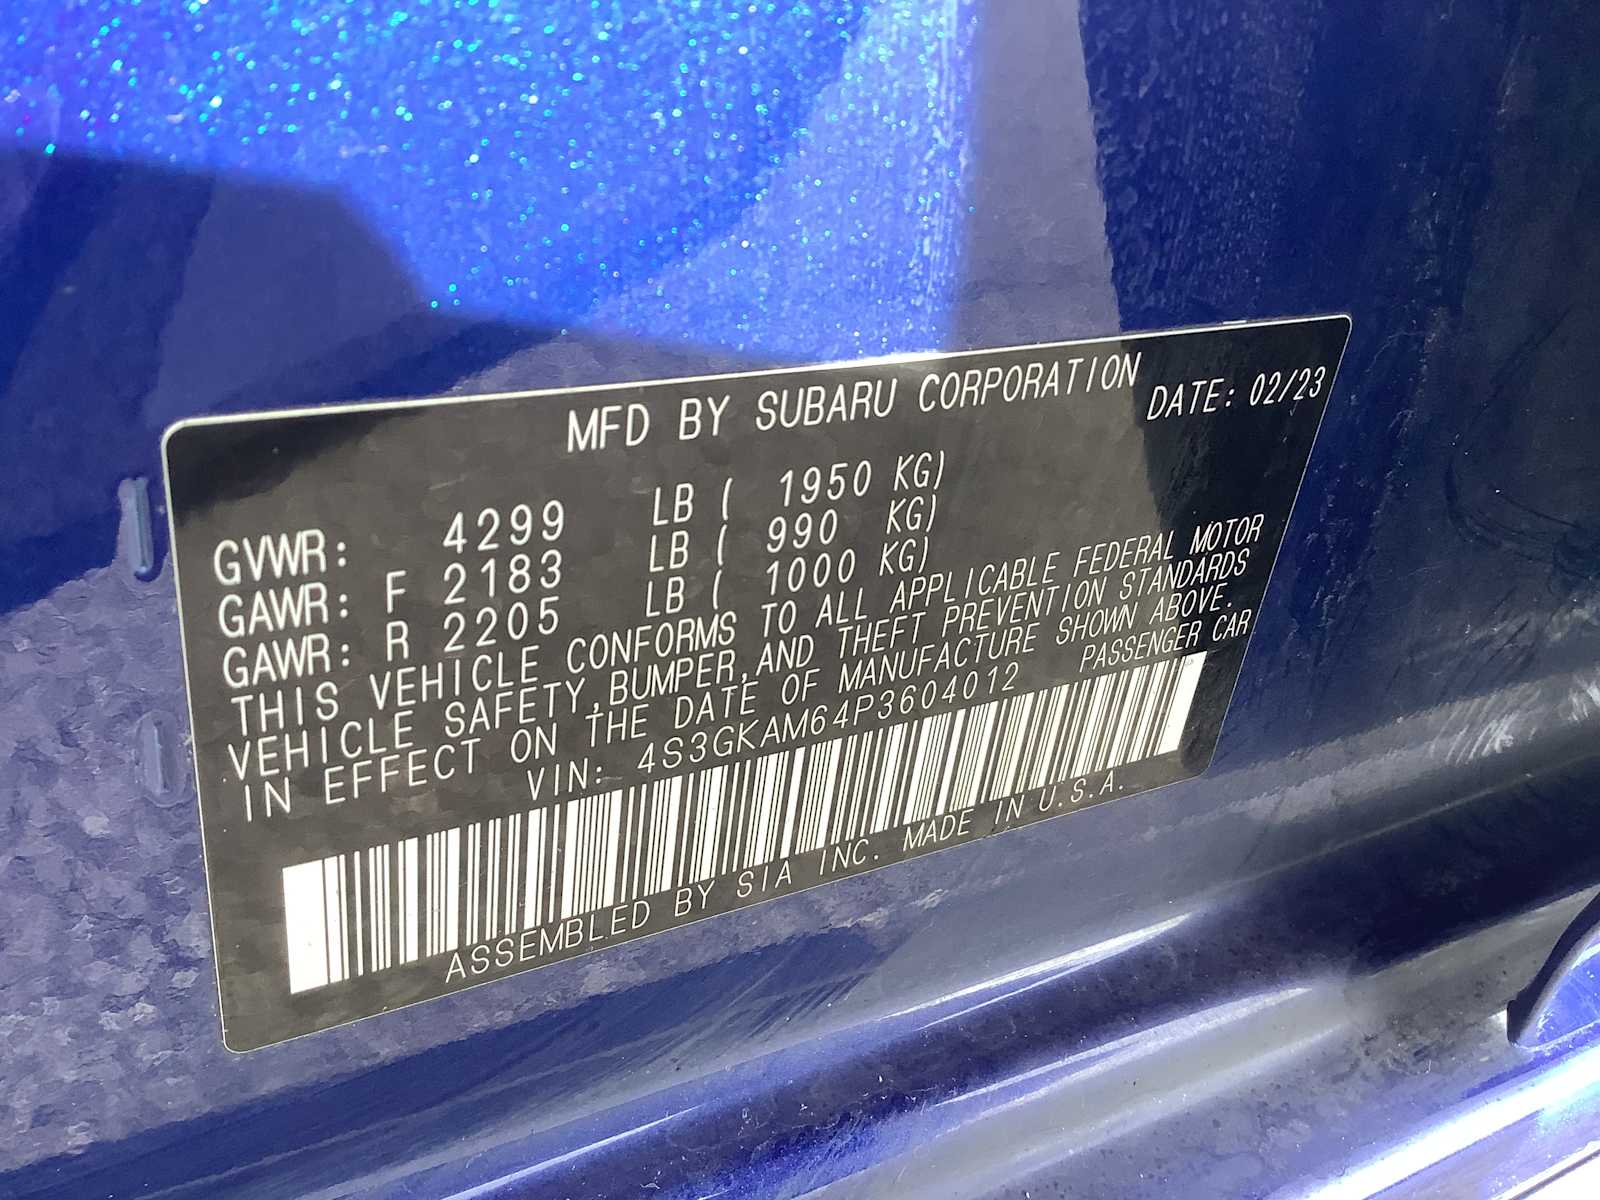 MFD BY SUBARU CORPORATION DATE: 02/23
GVWR: 4299 LB ( 1950 KG)
GAWR: F 2183 LB ( 990 KG)
GAWR: R 2205 LB ( 1000 KG)
THIS VEHICLE CONFORMS TO ALL APPLICABLE FEDERAL MOTOR
VEHICLE SAFETY, BUMPER, AND THEFT PREVENTION STANDARDS
IN EFFECT ON THE DATE OF MANUFACTURE SHOWN ABOVE.
VIN: 4S3GKAM64P3604012 PASSENGER CAR
ASSEMBLED BY SIA INC. MADE IN U.S.A.